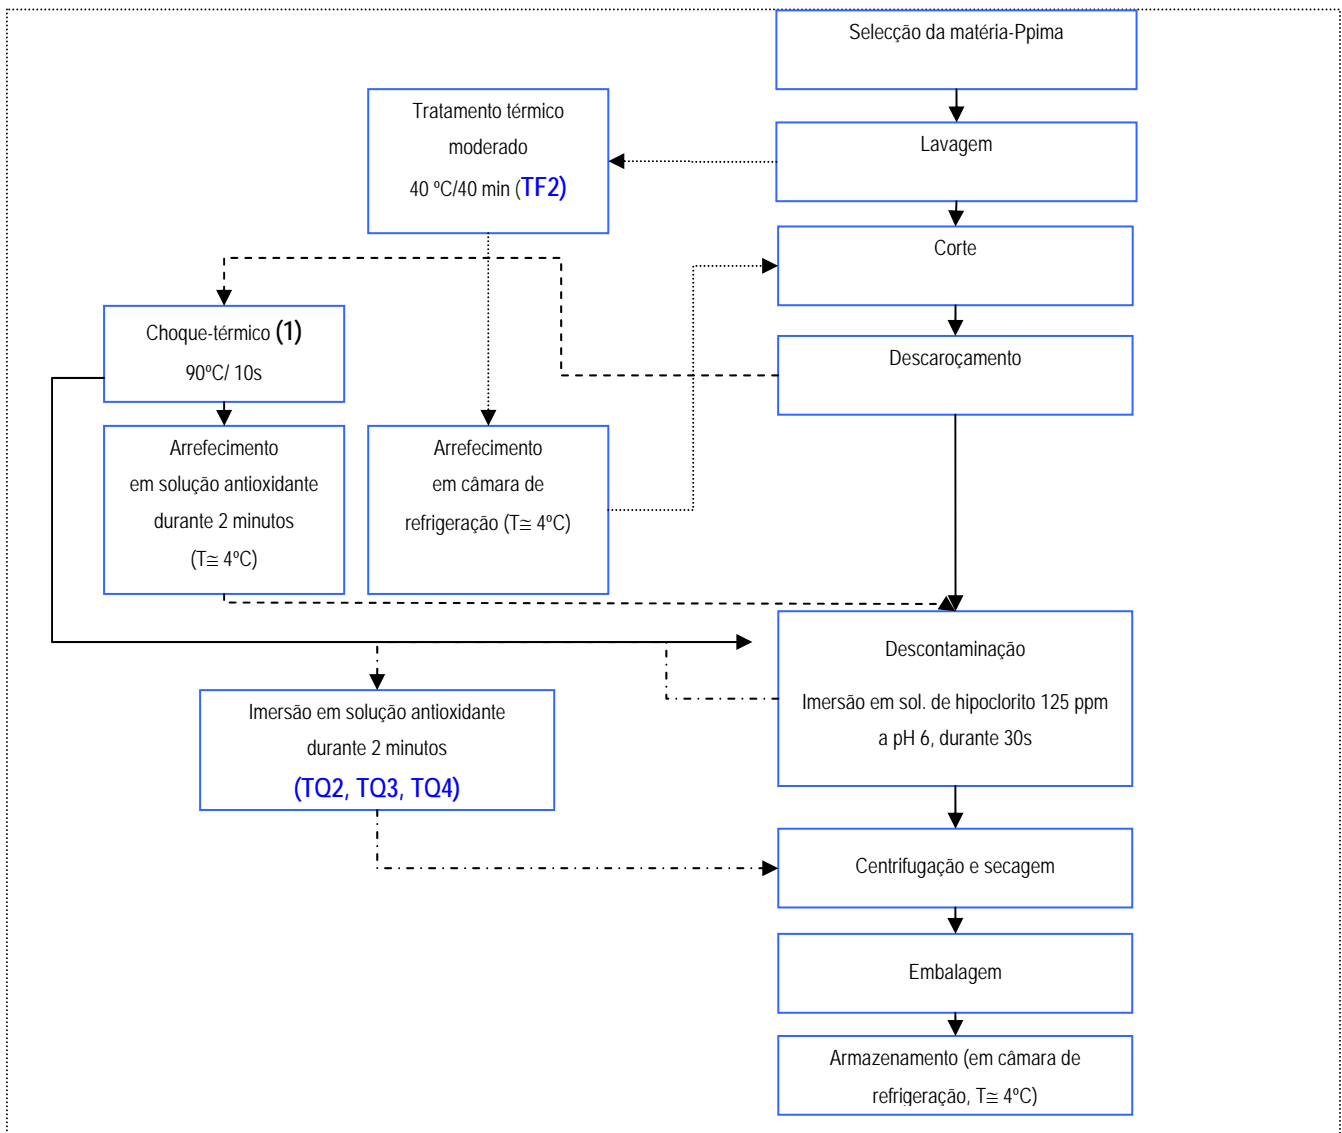 Selecção da matéria-Ppima
Tratamento térmico
moderado
40 ºC/40 min (TF2)
Lavagem
Corte
Choque-térmico (1)
90ºC/ 10s
Descaroçamento
Arrefecimento
em solução antioxidante
durante 2 minutos
(T≅ 4ºC)
Arrefecimento
em câmara de
refrigeração (T≅ 4ºC)
Descontaminação
Imersão em sol. de hipoclorito 125 ppm
a pH 6, durante 30s
Imersão em solução antioxidante
durante 2 minutos
(TQ2, TQ3, TQ4)
Centrifugação e secagem
Embalagem
Armazenamento (em câmara de
refrigeração, T≅ 4ºC)